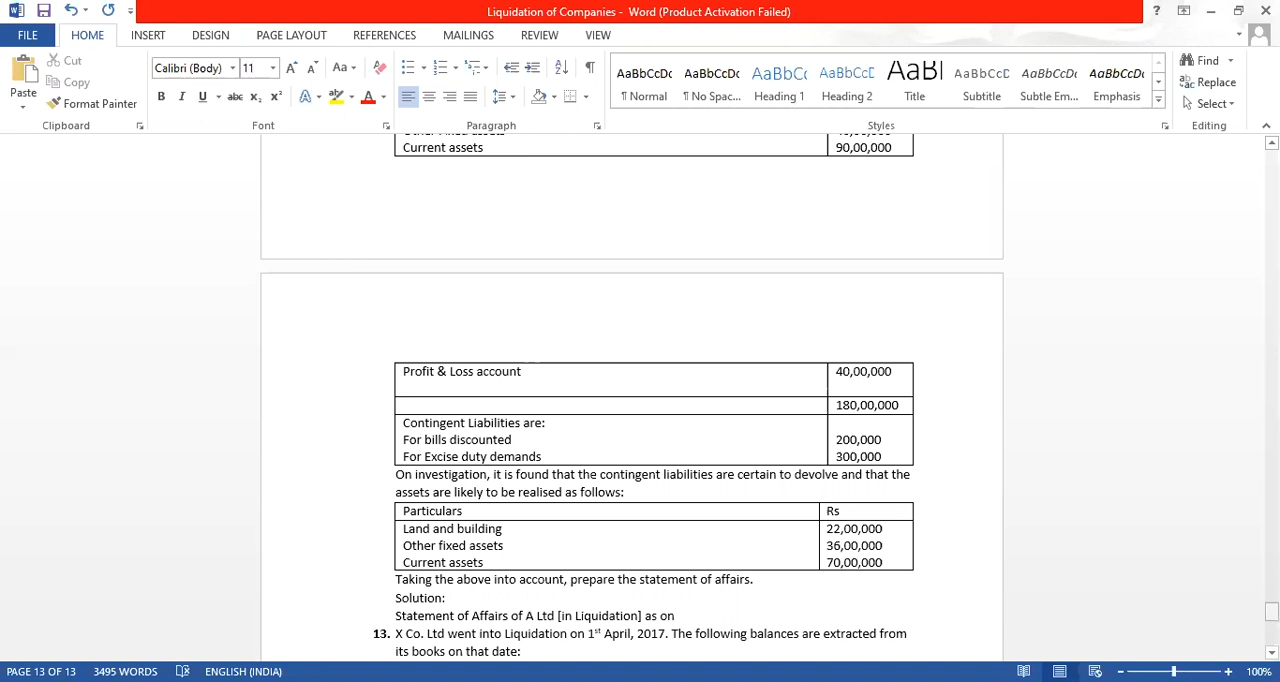 Liquidation of Companies - Word (Product Activation Failed)
FILE HOME INSERT DESIGN PAGE LAYOUT REFERENCES MAILINGS REVIEW VIEW
Paste
Cut
Copy
Format Painter
Clipboard
Calibri (Body) 11
Font
Paragraph
AaBbCcDc AaBbCcDc AaBbCc AaBbCcD AaBl AaBbCcD AaBbCcDc AaBbCcDc
¶ Normal ¶ No Spac... Heading 1 Heading 2 Title Subtitle Subtle Em... Emphasis
Styles
Find
Replace
Select
Editing
Current assets 90,00,000
Profit & Loss account 40,00,000
180,00,000
Contingent Liabilities are:
For bills discounted 200,000
For Excise duty demands 300,000
On investigation, it is found that the contingent liabilities are certain to devolve and that the
assets are likely to be realised as follows:
Particulars Rs
Land and building 22,00,000
Other fixed assets 36,00,000
Current assets 70,00,000
Taking the above into account, prepare the statement of affairs.
Solution:
Statement of Affairs of A Ltd [in Liquidation] as on
13. X Co. Ltd went into Liquidation on 1st April, 2017. The following balances are extracted from
its books on that date:
PAGE 13 OF 13 3495 WORDS ENGLISH (INDIA) 100%